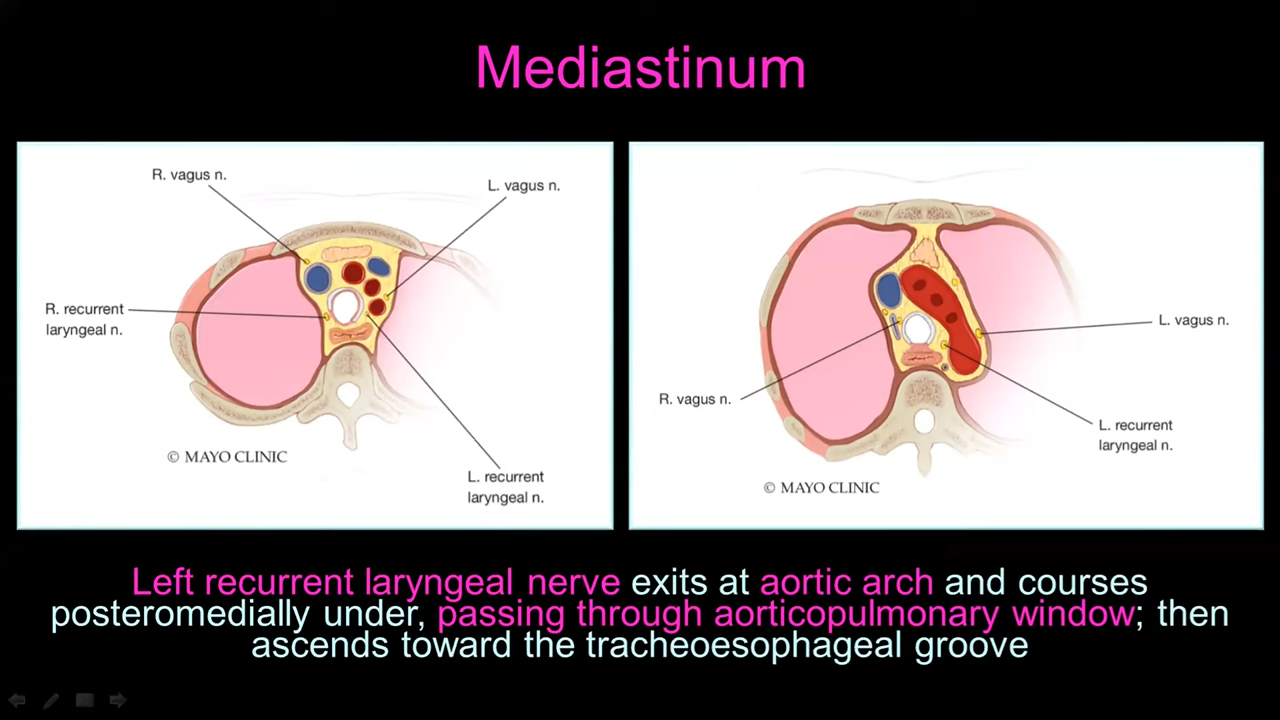 Mediastinum
R. vagus n.
L. vagus n.
R. recurrent
laryngeal n.
© MAYO CLINIC
L. recurrent
laryngeal n.
L. vagus n.
R. vagus n.
L. recurrent
laryngeal n.
© MAYO CLINIC
Left recurrent laryngeal nerve exits at aortic arch and courses
posteromedially under, passing through aorticopulmonary window; then
ascends toward the tracheoesophageal groove